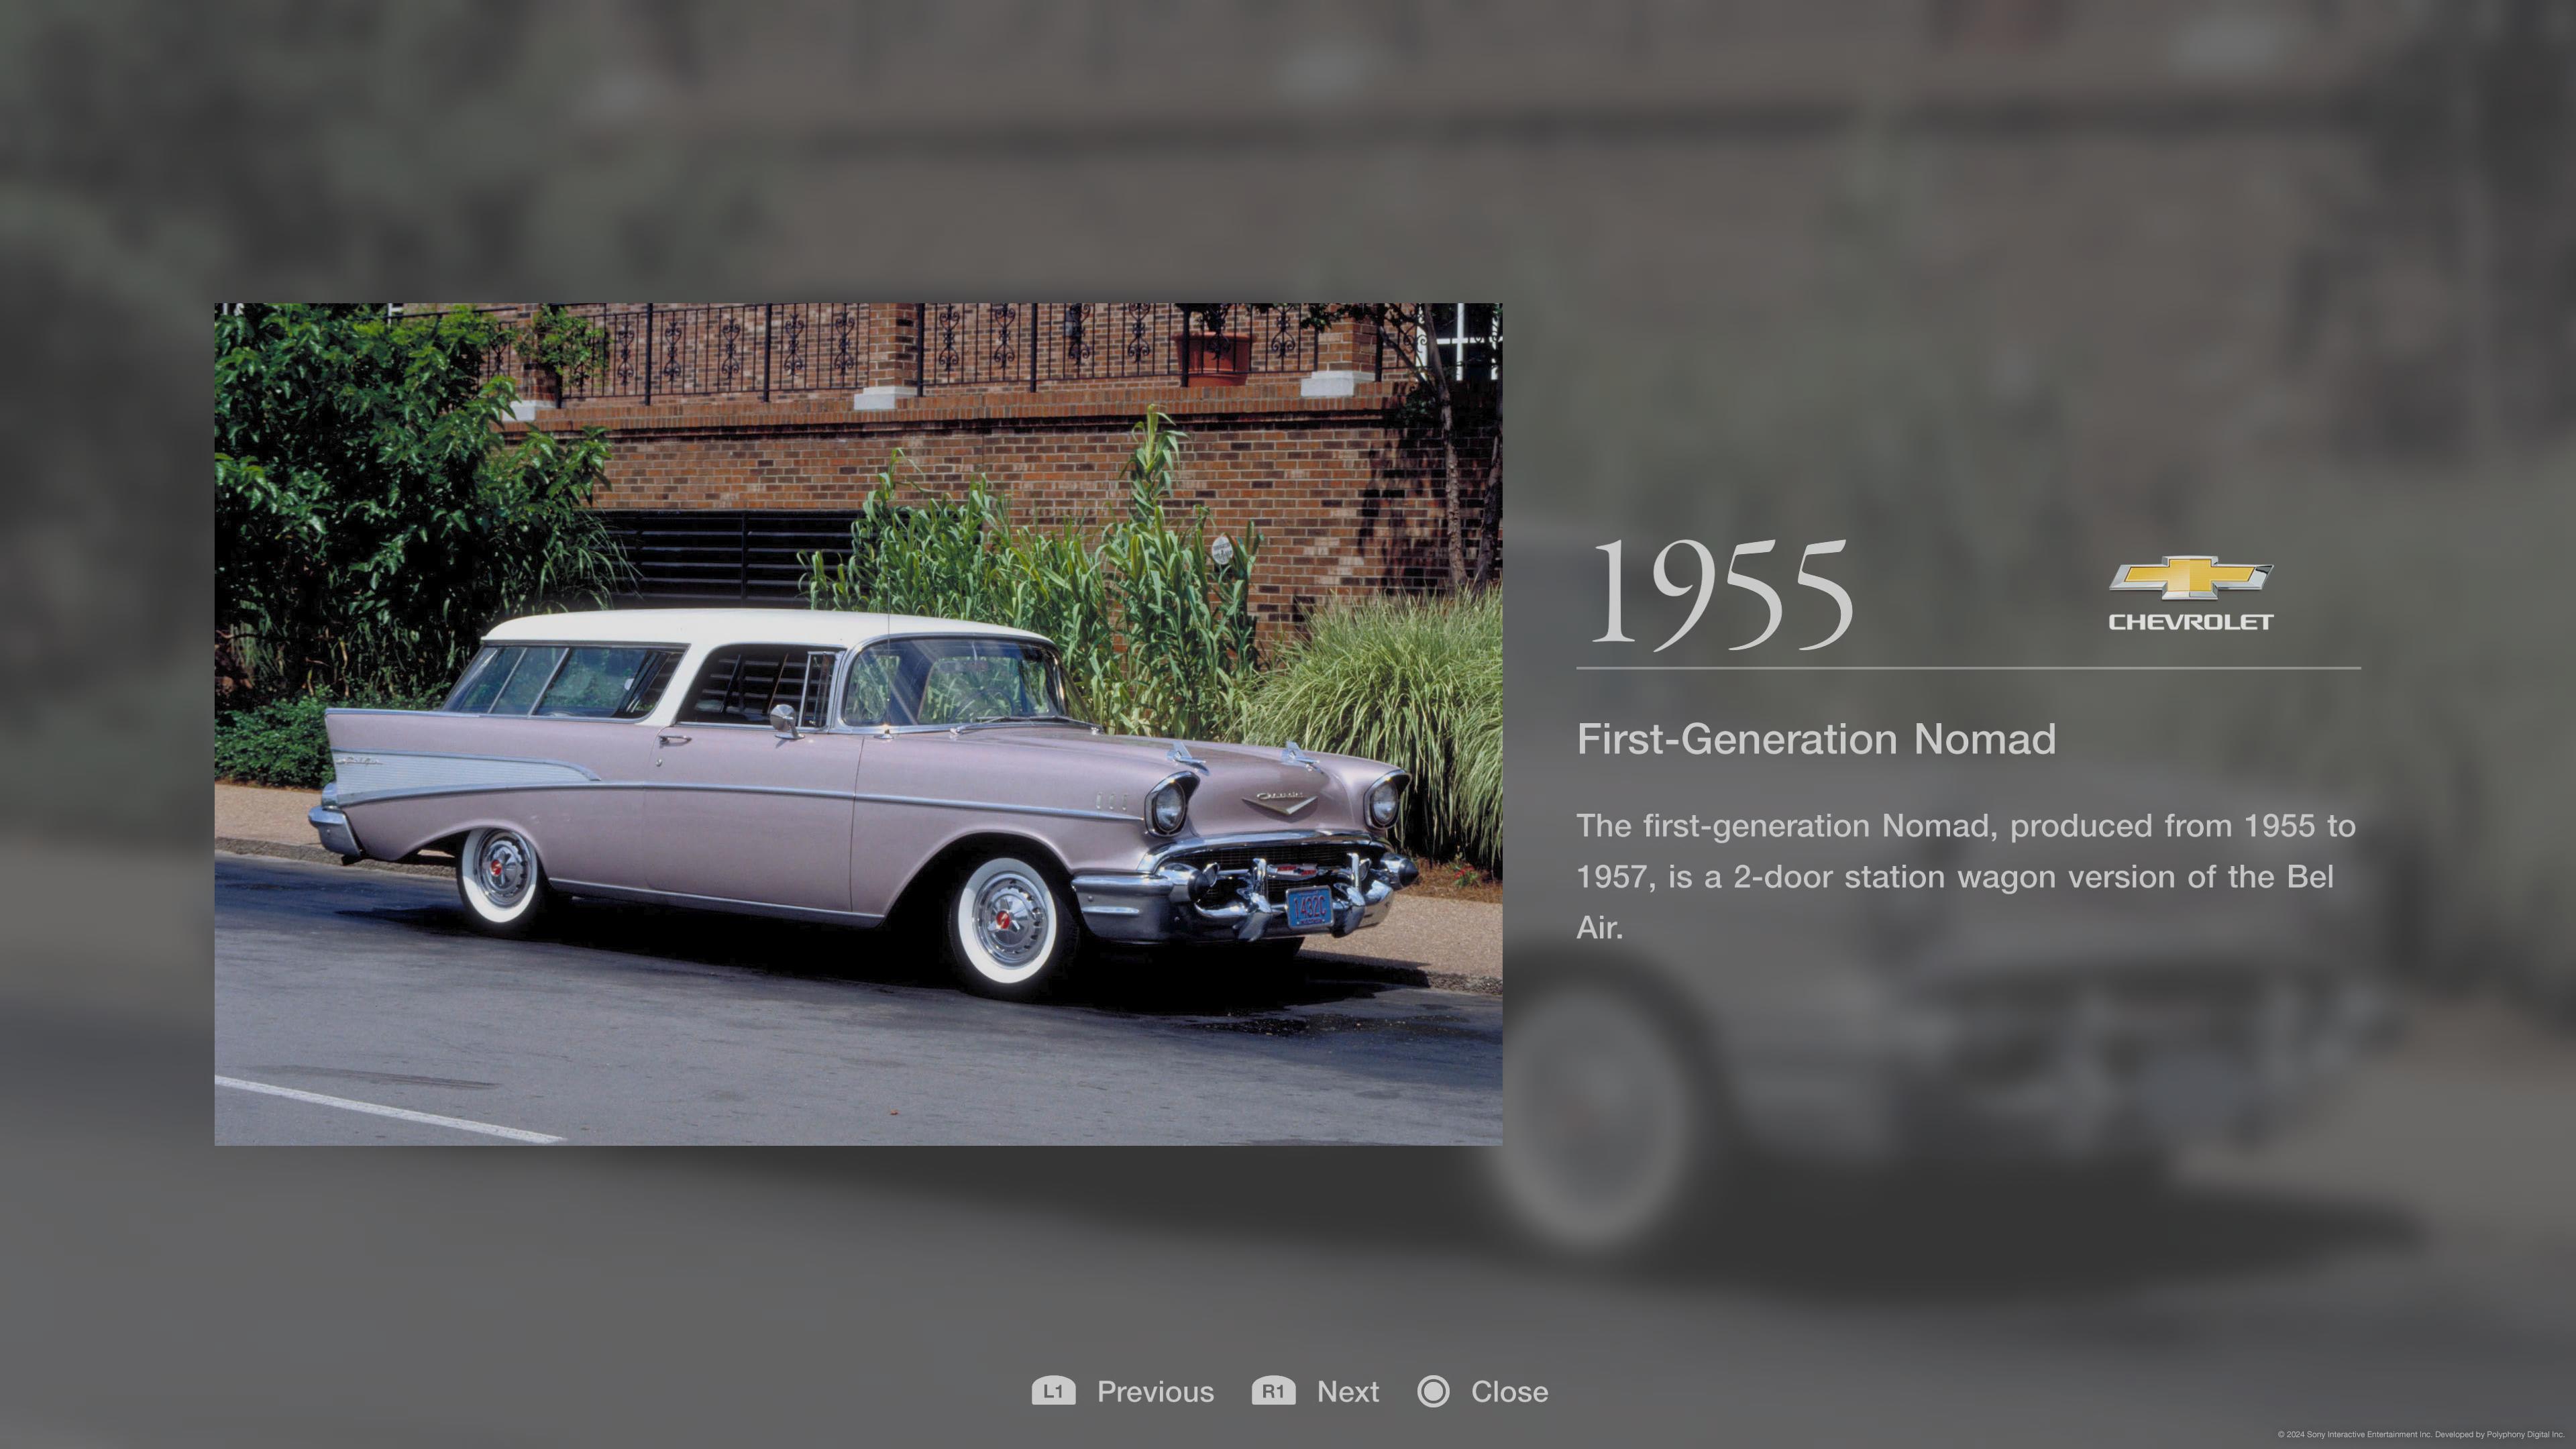 1955
CHEVROLET
First-Generation Nomad
The first-generation Nomad, produced from 1955 to
1957, is a 2-door station wagon version of the Bel
Air.
L1 Previous R1 Next Close
© 2024 Sony Interactive Entertainment Inc. Developed by Polyphony Digital Inc.